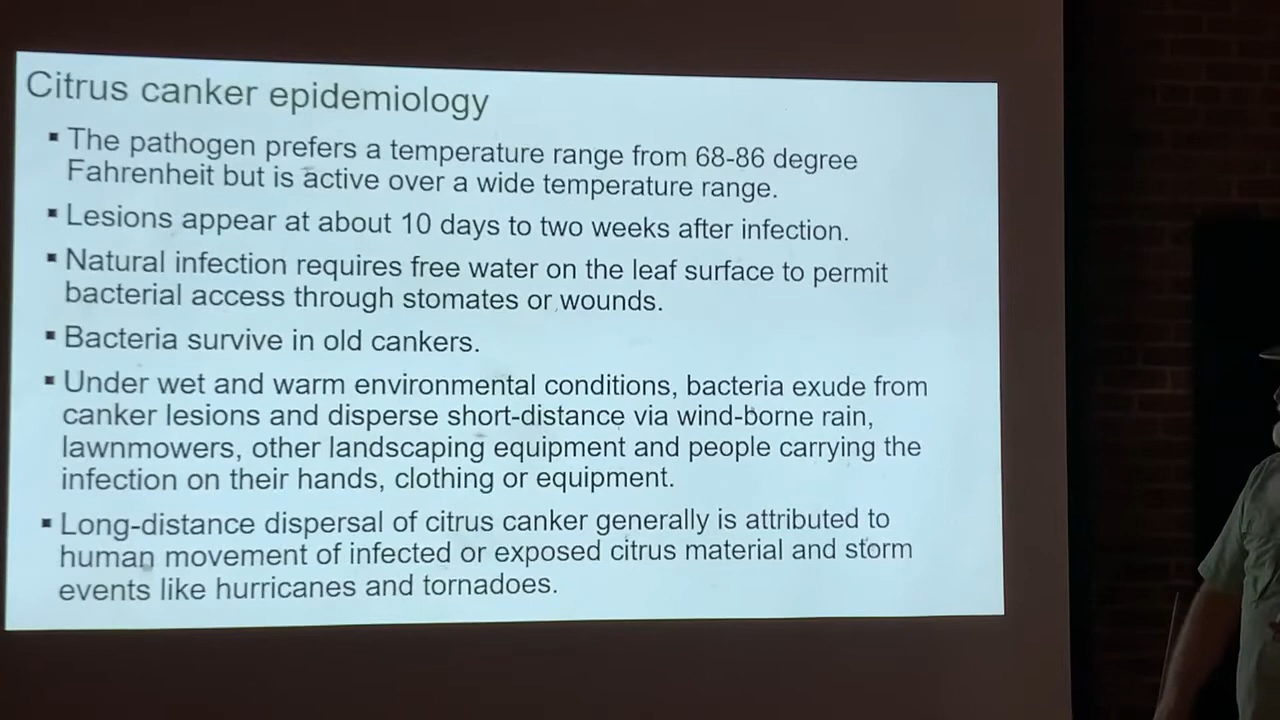 Citrus canker epidemiology
▪ The pathogen prefers a temperature range from 68-86 degree
Fahrenheit but is active over a wide temperature range.
▪ Lesions appear at about 10 days to two weeks after infection.
▪ Natural infection requires free water on the leaf surface to permit
bacterial access through stomates or wounds.
▪ Bacteria survive in old cankers.
▪ Under wet and warm environmental conditions, bacteria exude from
canker lesions and disperse short-distance via wind-borne rain,
lawnmowers, other landscaping equipment and people carrying the
infection on their hands, clothing or equipment.
▪ Long-distance dispersal of citrus canker generally is attributed to
human movement of infected or exposed citrus material and storm
events like hurricanes and tornadoes.